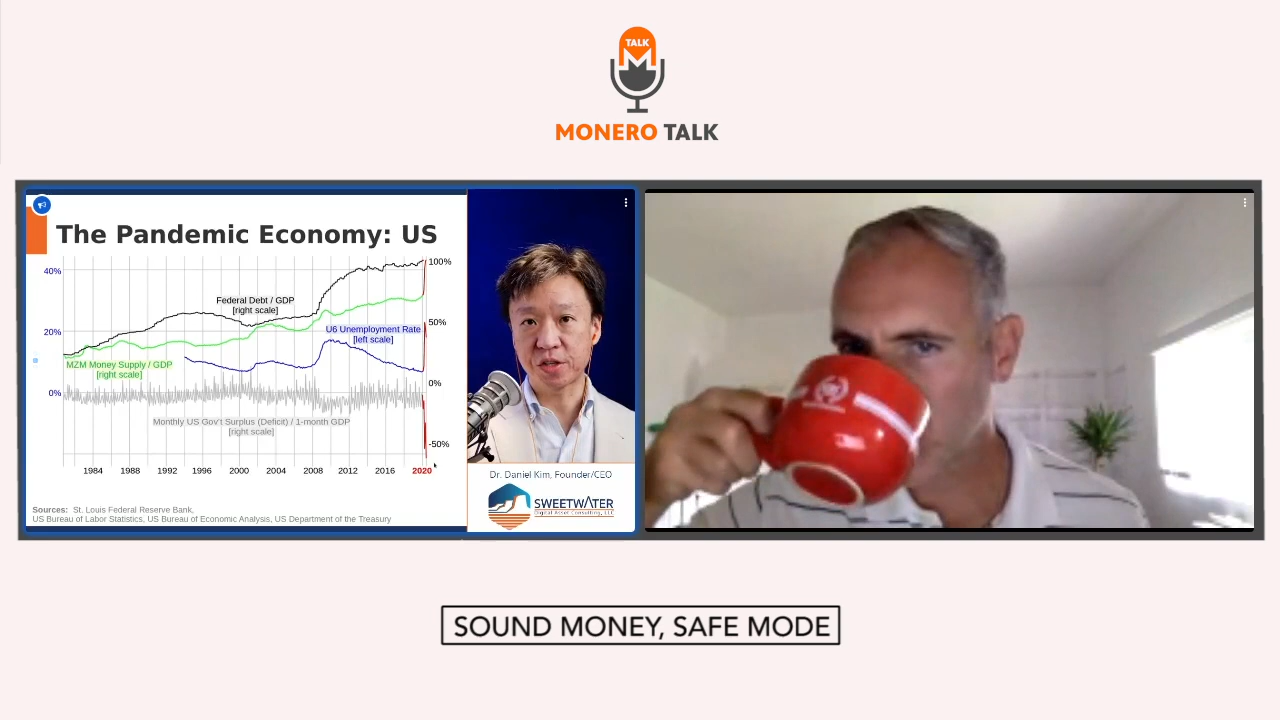 TALK
MONERO TALK
The Pandemic Economy: US
40%
20%
0%
100%
50%
0%
-50%
Federal Debt / GDP
[right scale]
U6 Unemployment Rate
[left scale]
MZM Money Supply / GDP
[right scale]
Monthly US Gov't Surplus (Deficit) / 1-month GDP
[right scale]
1984 1988 1992 1996 2000 2004 2008 2012 2016 2020
Sources: St. Louis Federal Reserve Bank,
US Bureau of Labor Statistics, US Bureau of Economic Analysis, US Department of the Treasury
Dr. Daniel Kim, Founder/CEO
SWEETWATER
Digital Asset Consulting, LLC
SOUND MONEY, SAFE MODE